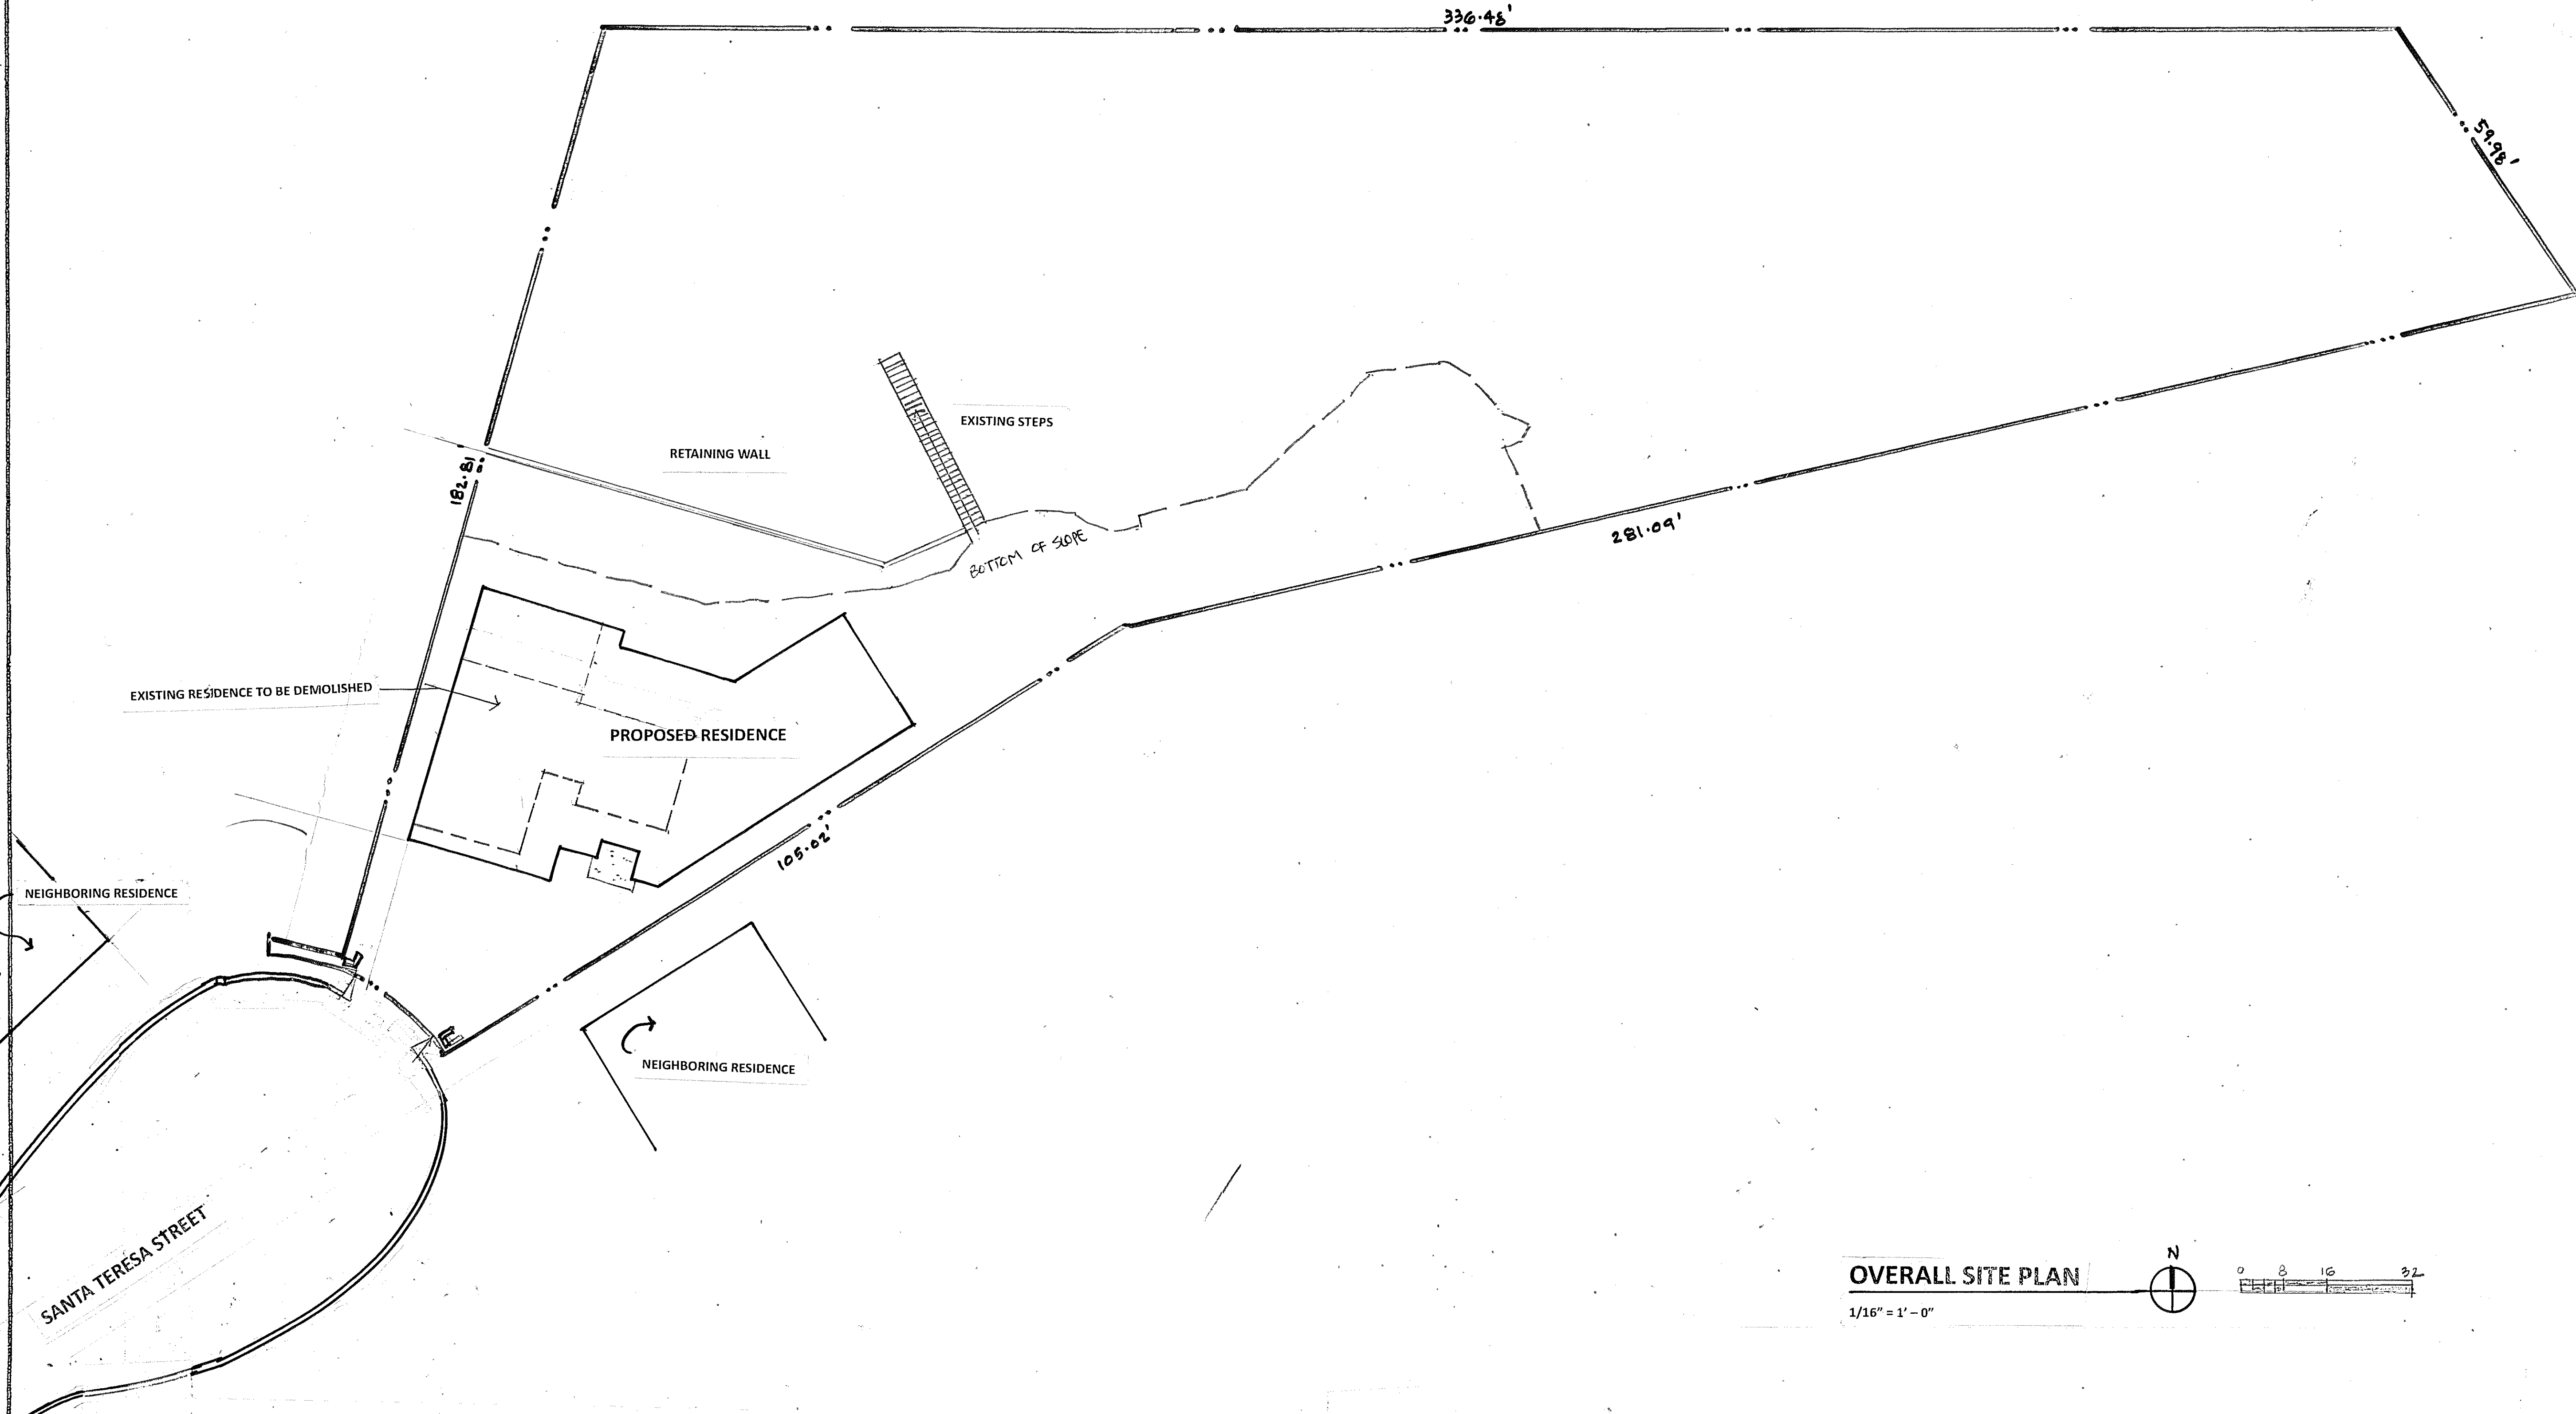 336.48'
59.98'
EXISTING STEPS
RETAINING WALL
182.81
281.09'
BOTTOM OF SLOPE
EXISTING RESIDENCE TO BE DEMOLISHED
PROPOSED RESIDENCE
105.02'
NEIGHBORING RESIDENCE
NEIGHBORING RESIDENCE
SANTA TERESA STREET
N
0 8 16 32
OVERALL SITE PLAN
1/16" = 1' – 0"